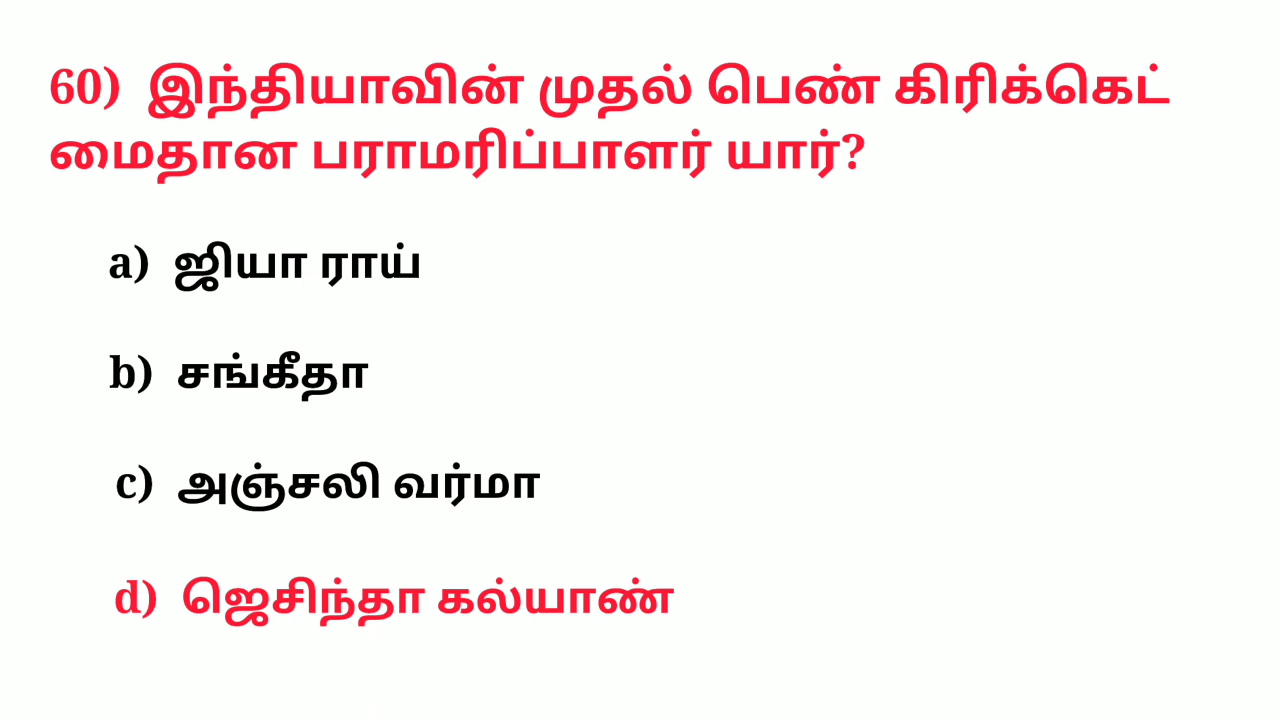 60) இந்தியாவின் முதல் பெண் கிரிக்கெட்
மைதான பராமரிப்பாளர் யார்?
a) ஜியா ராய்
b) சங்கீதா
c) அஞ்சலி வர்மா
d) ஜெசிந்தா கல்யாண்